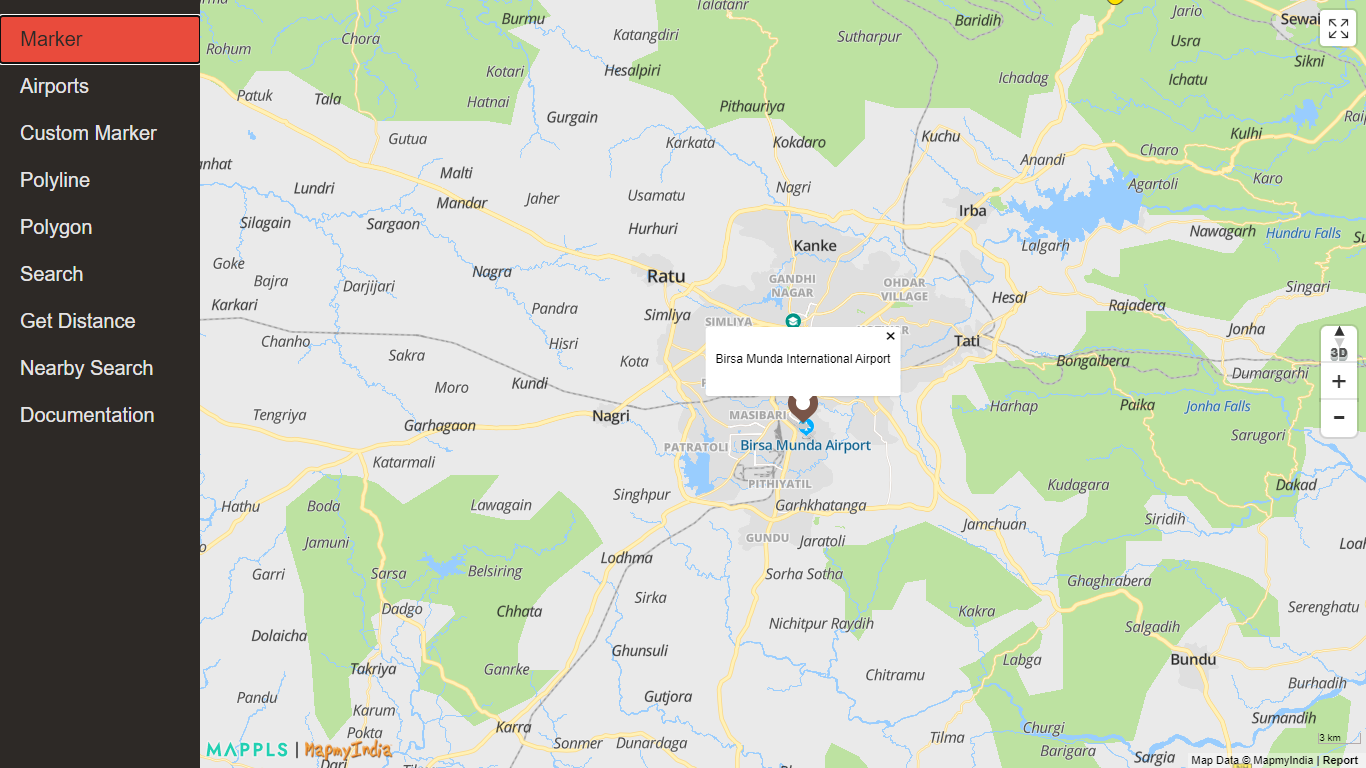 Marker
Airports
Custom Marker
Polyline
Polygon
Search
Get Distance
Nearby Search
Documentation
Talatanr
Burmu
Baridih
Jario
Sewai
Rohum
Chora
Katangdiri
Sutharpur
Usra
Sikni
Kotari
Hesalpiri
Ichadag
Ichatu
Patuk
Tala
Hatnai
Pithauriya
Gurgain
Kulhi
Gutua
Karkata
Kokdaro
Kuchu
Charo
Anandi
Malti
Lundri
Mandar
Jaher
Usamatu
Nagri
Agartoli
Karo
Silagain
Sargaon
Hurhuri
Irba
Nawagarh
Hundru Falls
Kanke
Lalgarh
Goke
Nagra
Ratu
GANDHI
NAGAR
OHDAR
VILLAGE
Bajra
Darjijari
Singari
Karkari
Pandra
Simliya
SIMLIYA
Hesal
Rajadera
Jonha
Chanho
Hisri
Tati
Sakra
Kota
Bongaibera
Dumargarhi
3D
Birsa Munda International Airport
Moro
Kundi
+
-
Tengriya
Garhagaon
Nagri
MASIBARI
Harhap
Paika
Jonha Falls
Sarugori
PATRATOLI
Birsa Munda Airport
Katarmali
PITHIYATIL
Kudagara
Dakad
Hathu
Boda
Lawagain
Singhpur
Garhkhatanga
Jamchuan
Siridih
Jamuni
GUNDU
Jaratoli
Lodhma
Garri
Sarsa
Belsiring
Sorha Sotha
Ghaghrabera
Dadgo
Chhata
Sirka
Nichitpur Raydih
Kakra
Serenghatu
Salgadih
Dolaicha
Ghunsuli
Takriya
Ganrke
Chitramu
Labga
Bundu
Pandu
Gutjora
Burhadih
Karum
Karra
Sumandih
Pokta
Churgi
Tilma
Sonmer
Dunardaga
Barigara
Sargia
MAPPLS | MapmyIndia
3 km
Map Data © MapmyIndia | Report